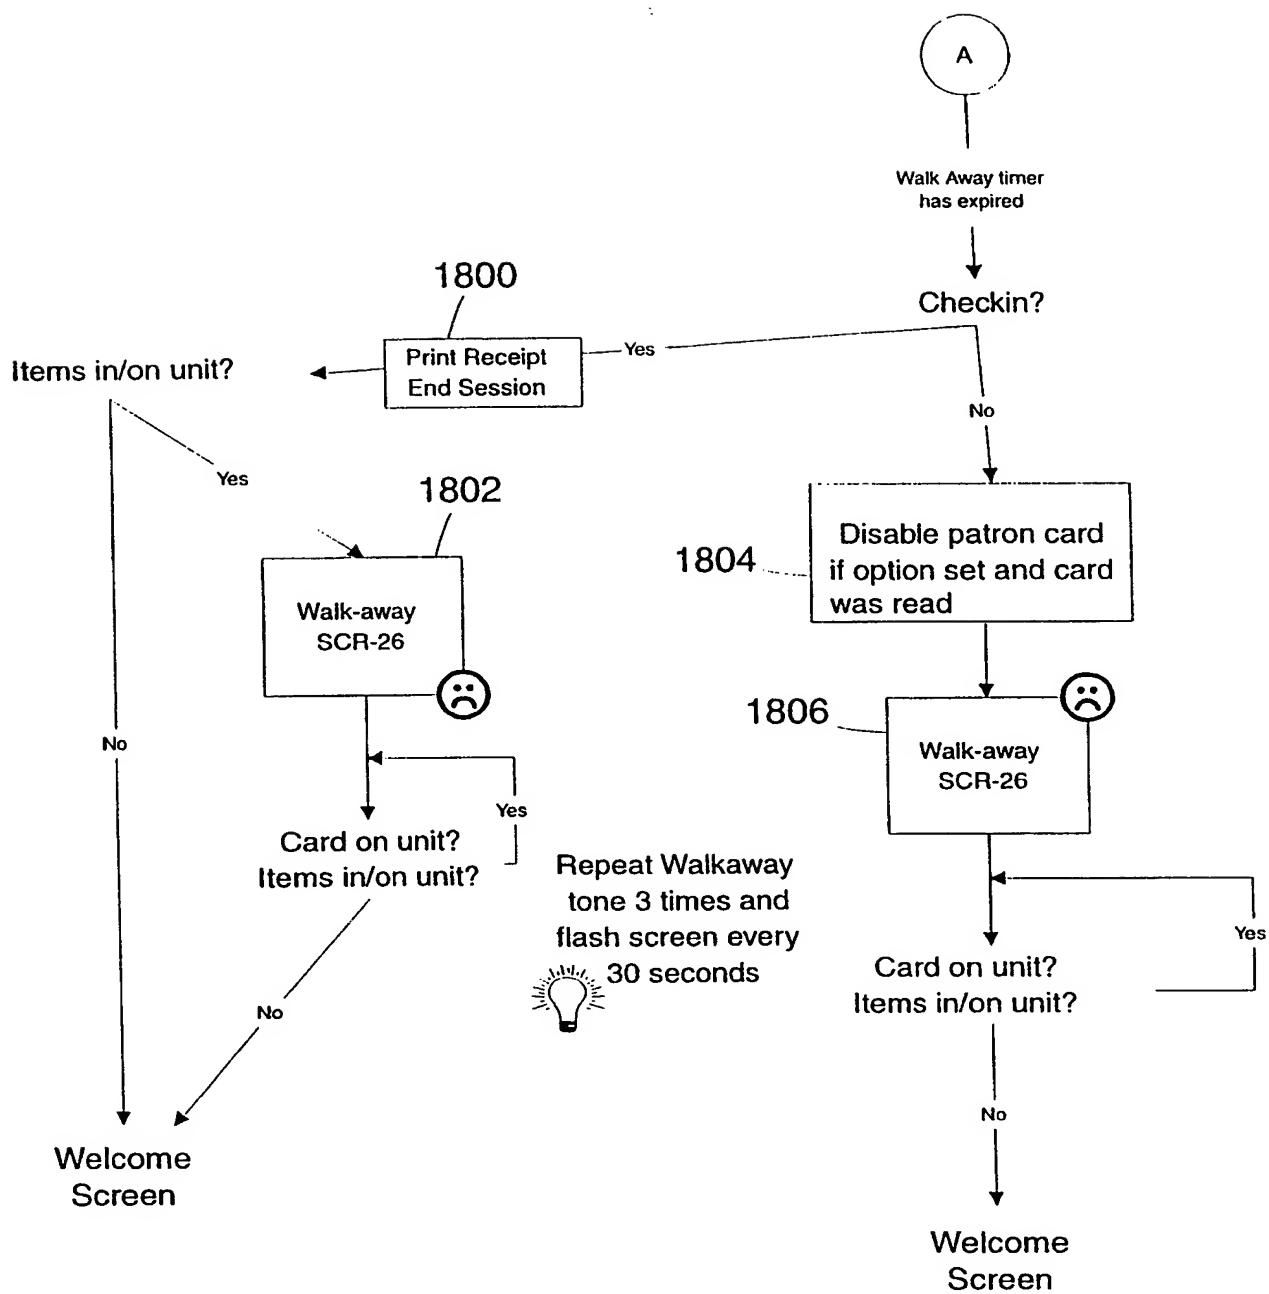 A
Walk Away timer
has expired
Checkin?
1800
Yes
Print Receipt
End Session
Items in/on unit?
No
Yes
1802
1804
Disable patron card
if option set and card
was read
Walk-away
SCR-26
1806
Walk-away
SCR-26
No
Yes
Card on unit?
Items in/on unit?
Repeat Walkaway
tone 3 times and
flash screen every
30 seconds
Yes
Card on unit?
Items in/on unit?
No
No
Welcome
Screen
Welcome
Screen